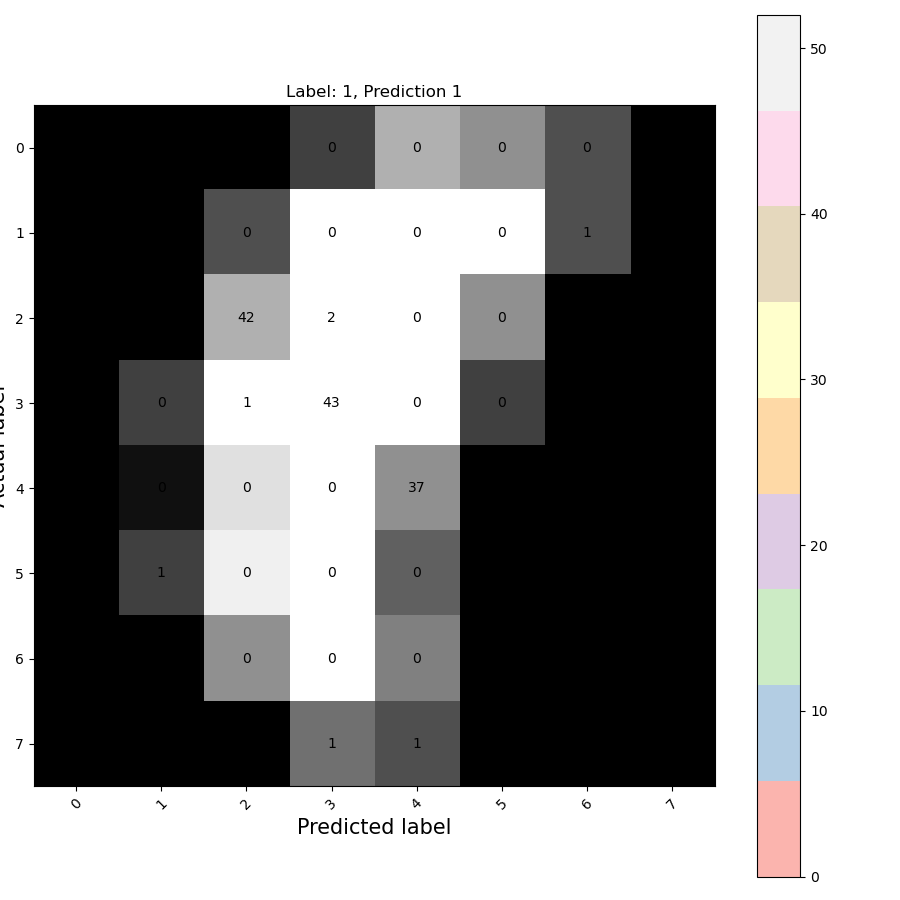 Label: 1, Prediction 1
0 0 0 0 0
1 0 0 0 0 1
2 42 2 0 0
3 0 1 43 0 0
4 0 0 0 37
5 1 0 0 0
6 0 0 0
7 1 1
0 1 2 3 4 5 6 7
Predicted label
Actual label
50
40
30
20
10
0